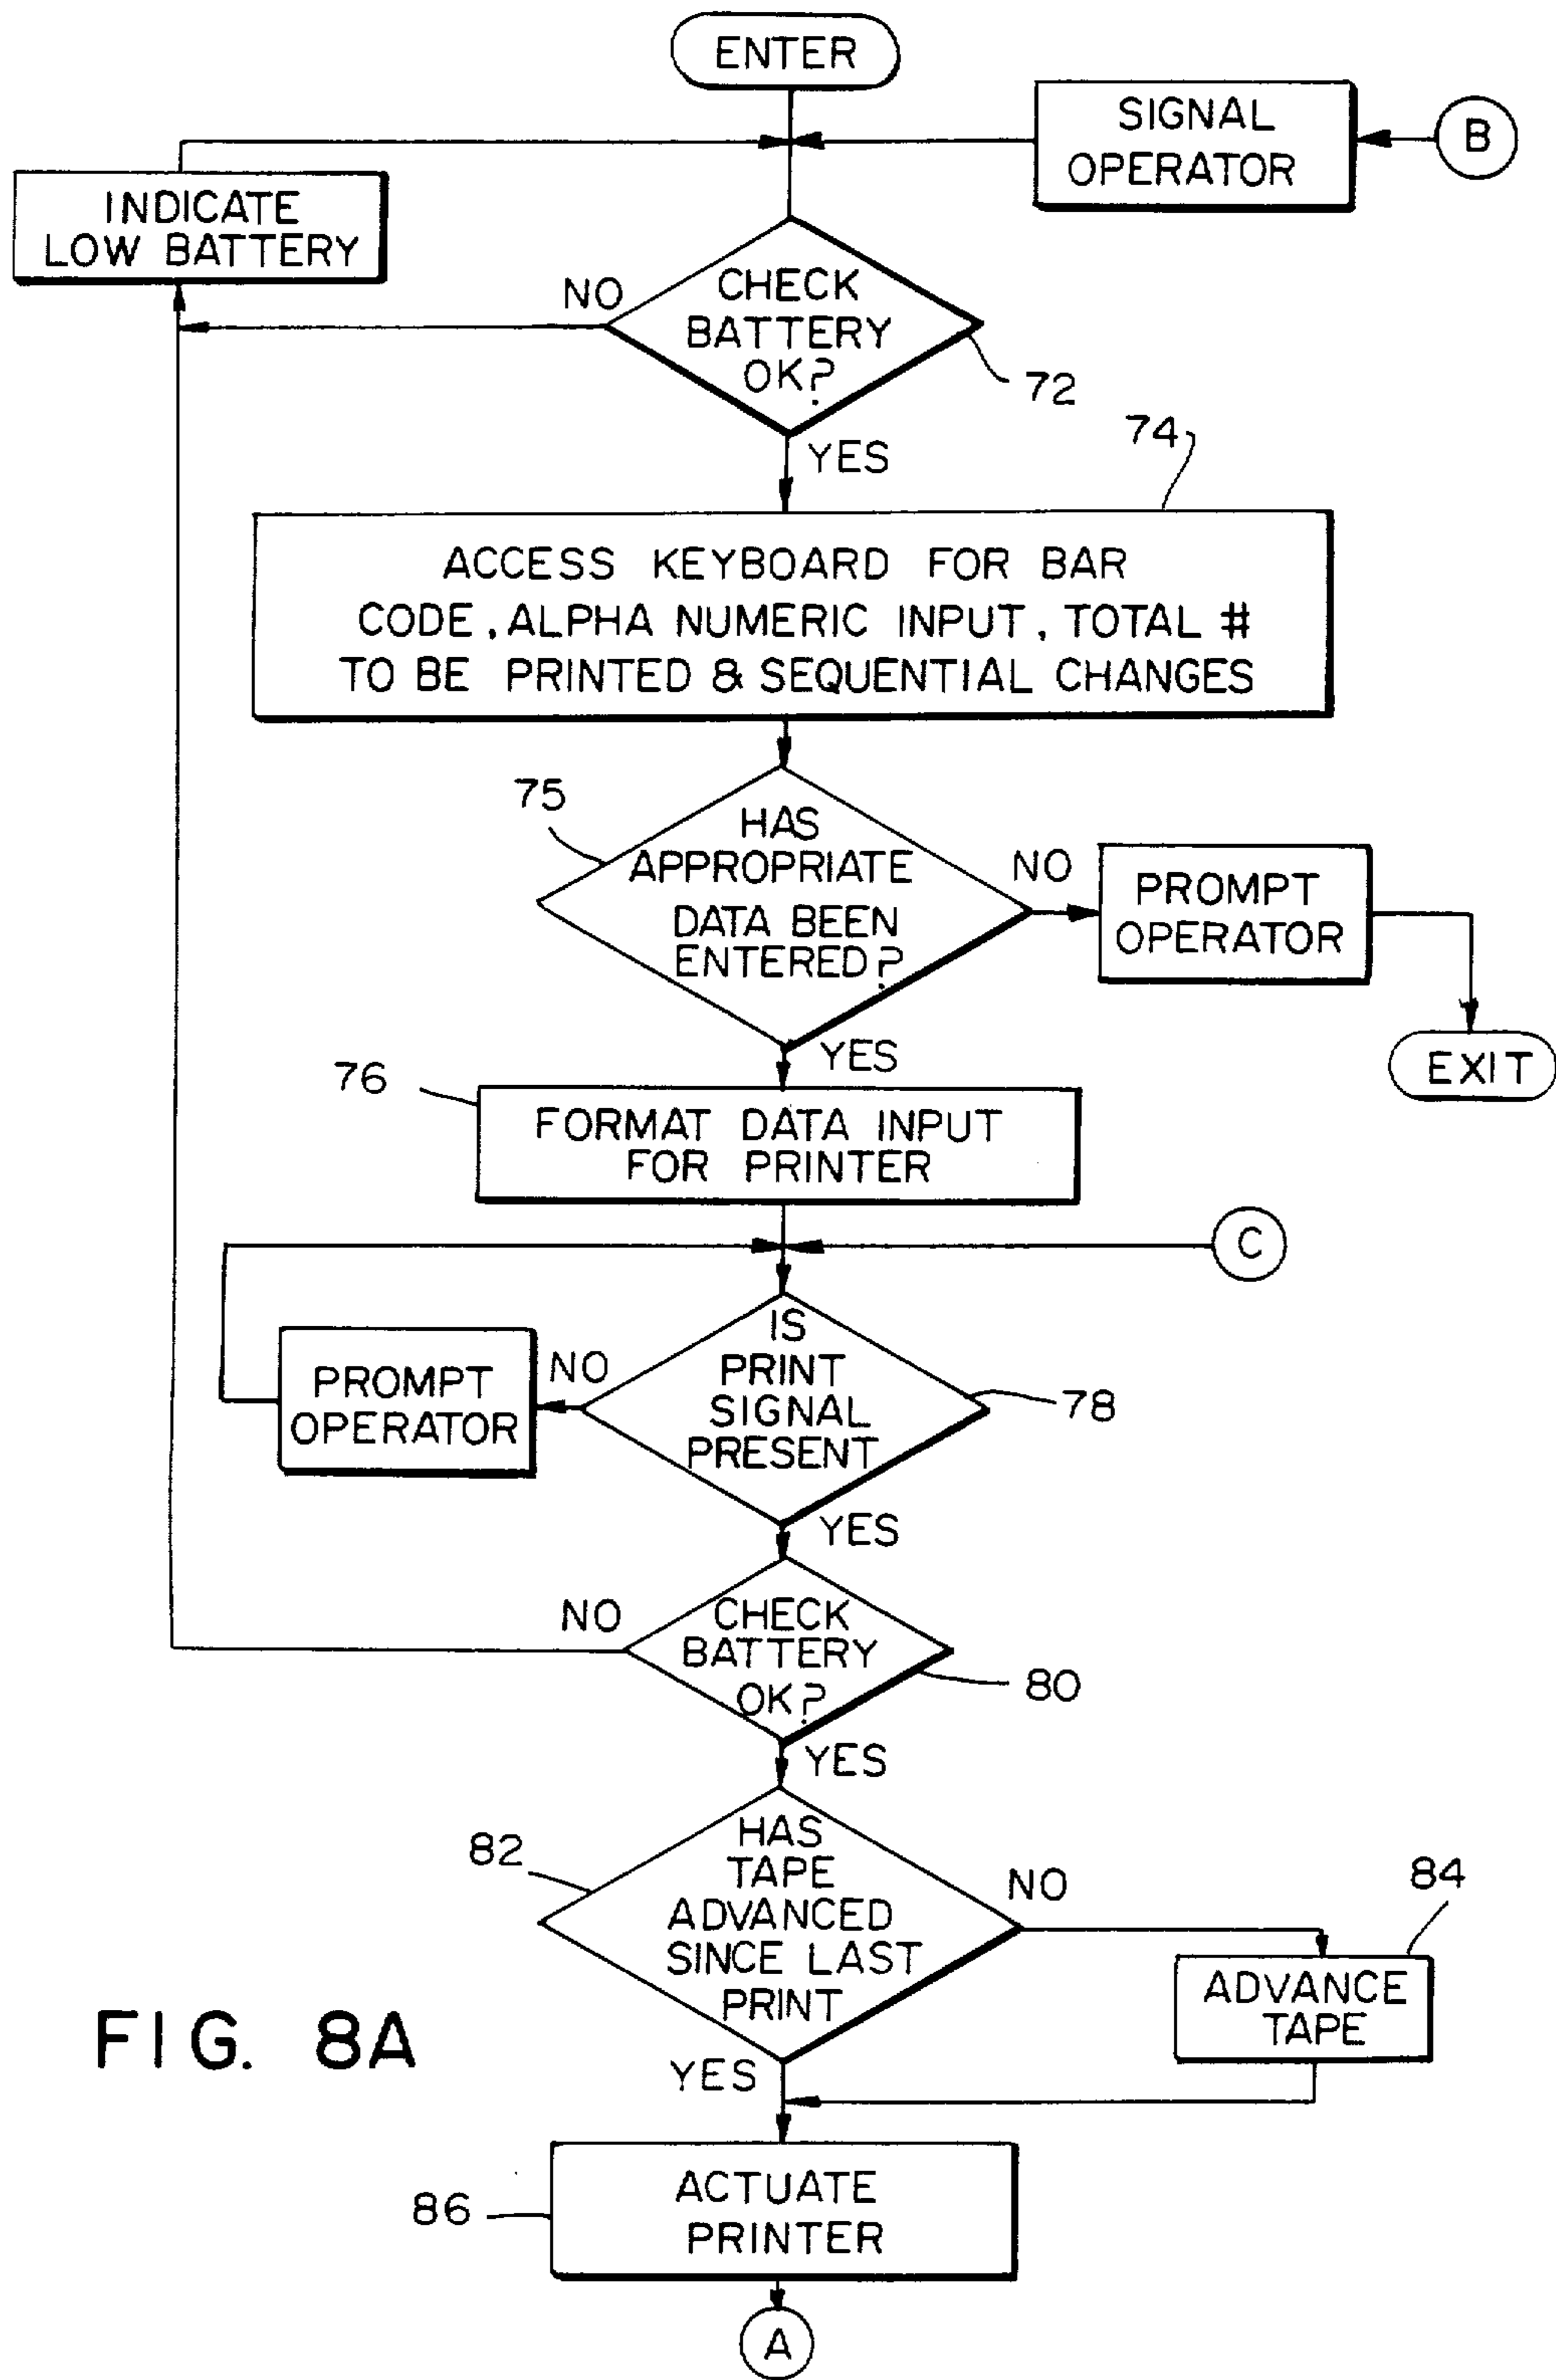 ENTER
SIGNAL
OPERATOR
B
INDICATE
LOW BATTERY
NO
CHECK
BATTERY
OK?
72
YES
74
ACCESS KEYBOARD FOR BAR
CODE, ALPHA NUMERIC INPUT, TOTAL #
TO BE PRINTED & SEQUENTIAL CHANGES
75
HAS
APPROPRIATE
DATA BEEN
ENTERED?
NO
PROMPT
OPERATOR
EXIT
YES
76
FORMAT DATA INPUT
FOR PRINTER
C
IS
PRINT
SIGNAL
PRESENT
NO
PROMPT
OPERATOR
78
YES
NO
CHECK
BATTERY
OK?
80
YES
82
HAS
TAPE
ADVANCED
SINCE LAST
PRINT
NO
84
ADVANCE
TAPE
FIG. 8A
YES
86
ACTUATE
PRINTER
A